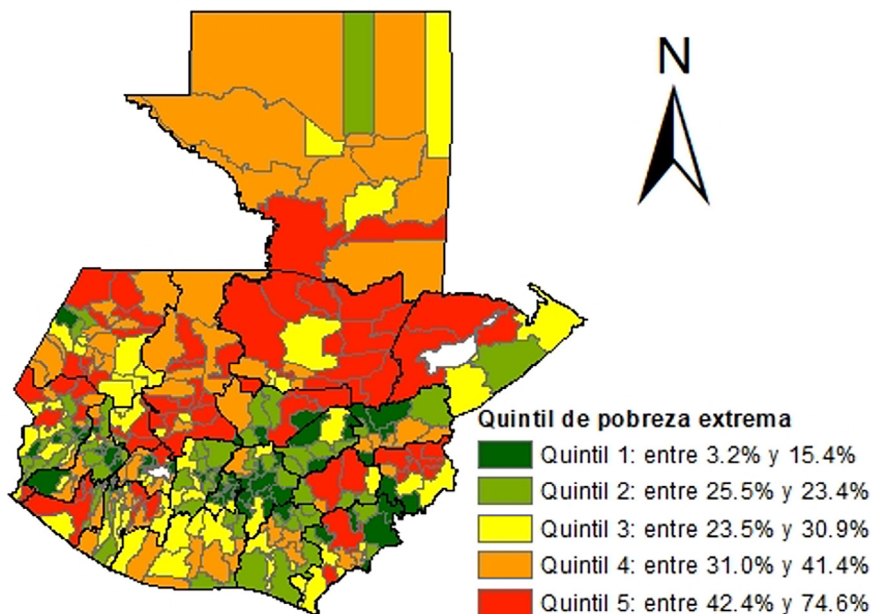 N
Quintil de pobreza extrema
Quintil 1: entre 3.2% y 15.4%
Quintil 2: entre 25.5% y 23.4%
Quintil 3: entre 23.5% y 30.9%
Quintil 4: entre 31.0% y 41.4%
Quintil 5: entre 42.4% y 74.6%